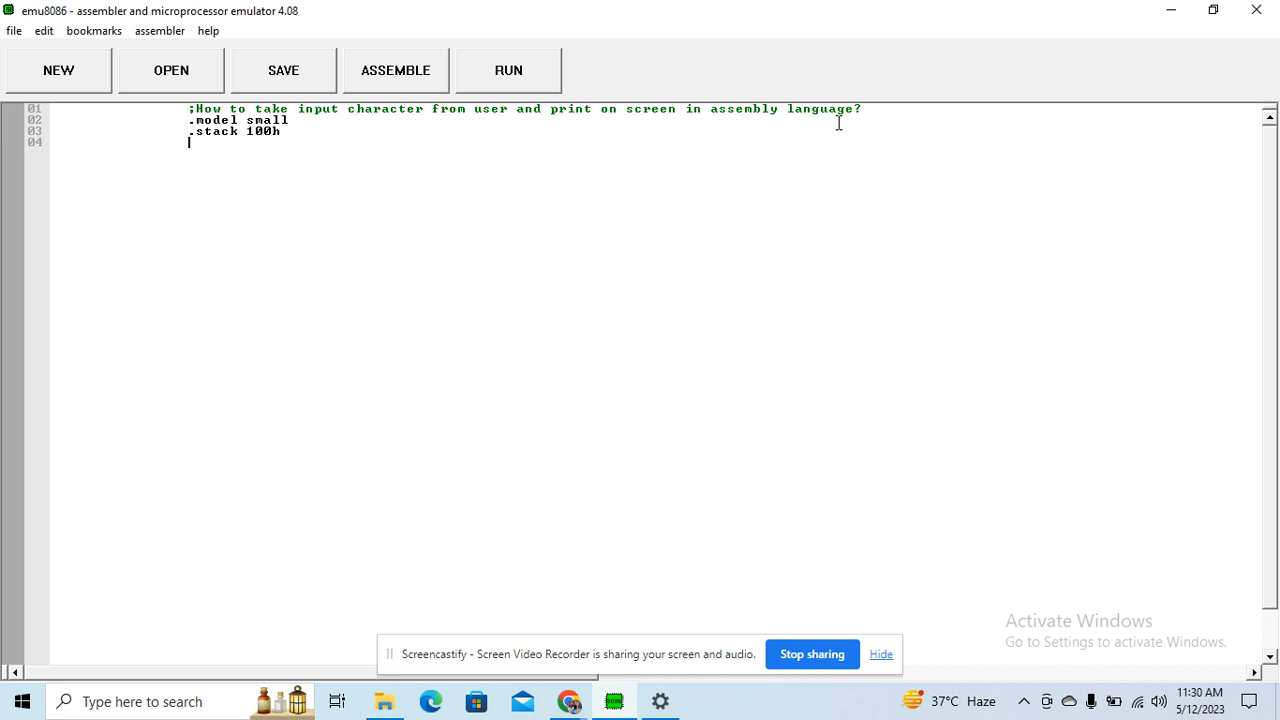 emu8086 - assembler and microprocessor emulator 4.08
file edit bookmarks assembler help
NEW OPEN SAVE ASSEMBLE RUN
01 ;How to take input character from user and print on screen in assembly language?
02 .model small
03 .stack 100h
04
Activate Windows
Go to Settings to activate Windows.
Screencastify - Screen Video Recorder is sharing your screen and audio. Stop sharing Hide
Type here to search
37°C Haze
11:30 AM
5/12/2023